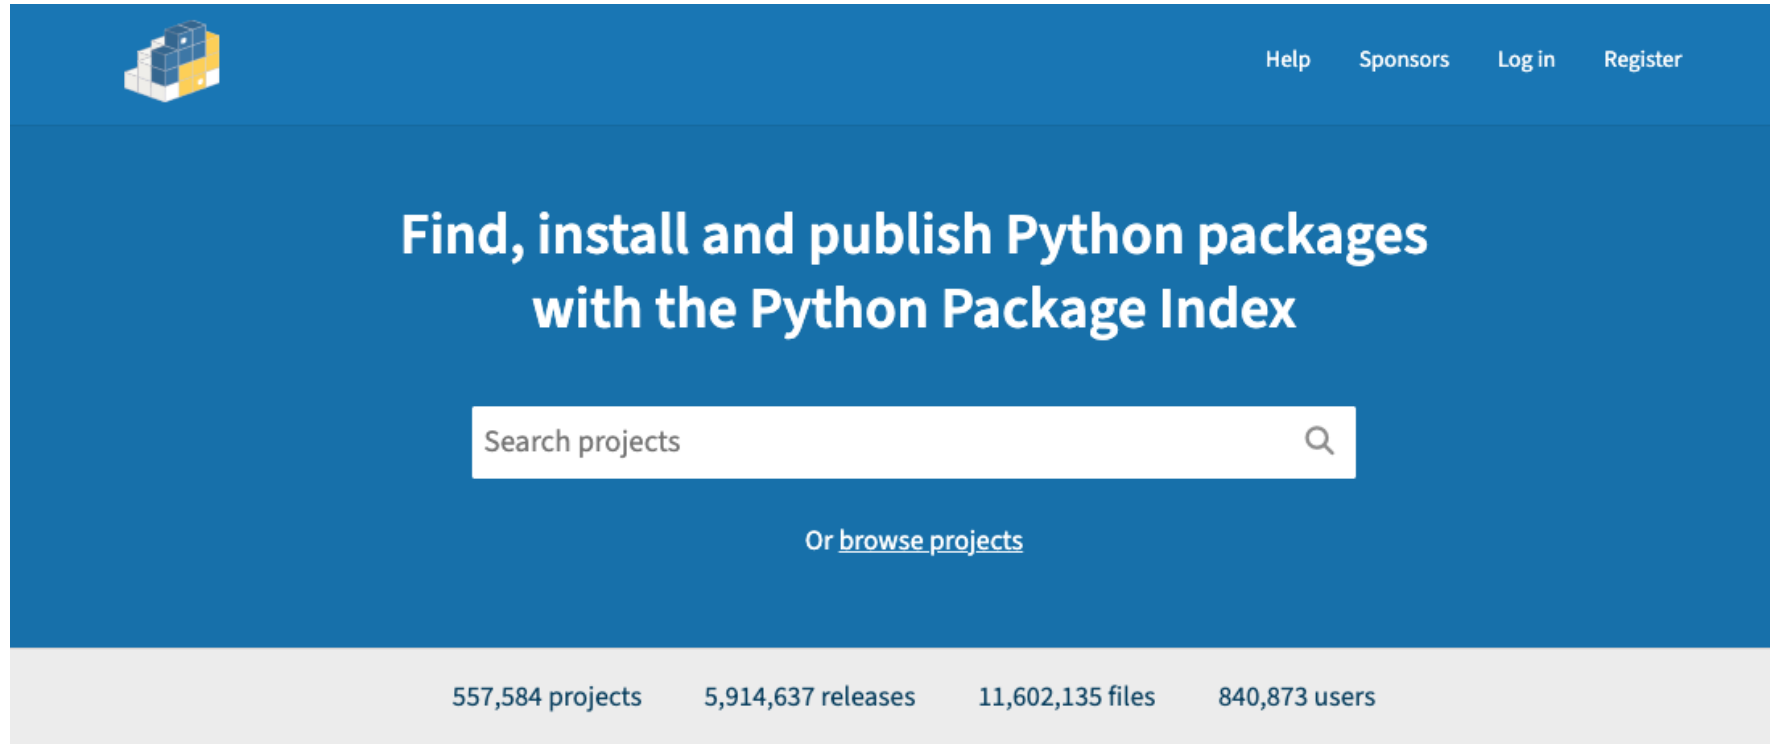 Help Sponsors Log in Register
Find, install and publish Python packages
with the Python Package Index
Search projects
Or browse projects
557,584 projects 5,914,637 releases 11,602,135 files 840,873 users